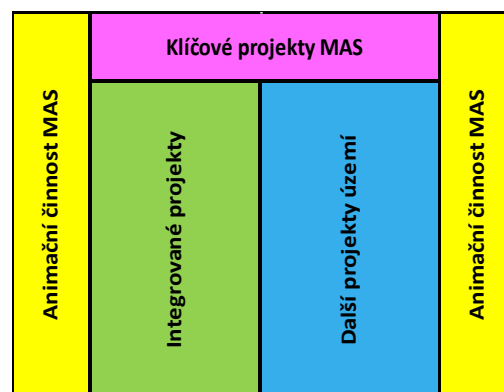 Animační činnost MAS
Klíčové projekty MAS
Integrované projekty
Další projekty území
Animační činnost MAS